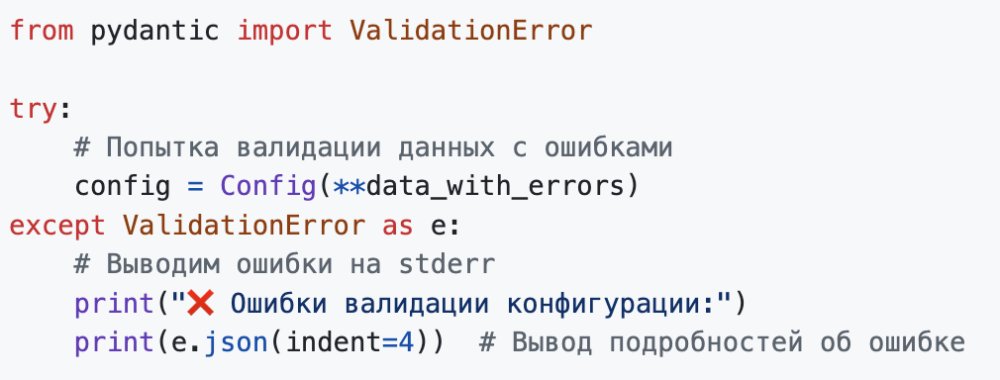 from pydantic import ValidationError

try:
    # Попытка валидации данных с ошибками
    config = Config(**data_with_errors)
except ValidationError as e:
    # Выводим ошибки на stderr
    print("❌ Ошибки валидации конфигурации:")
    print(e.json(indent=4))  # Вывод подробностей об ошибке